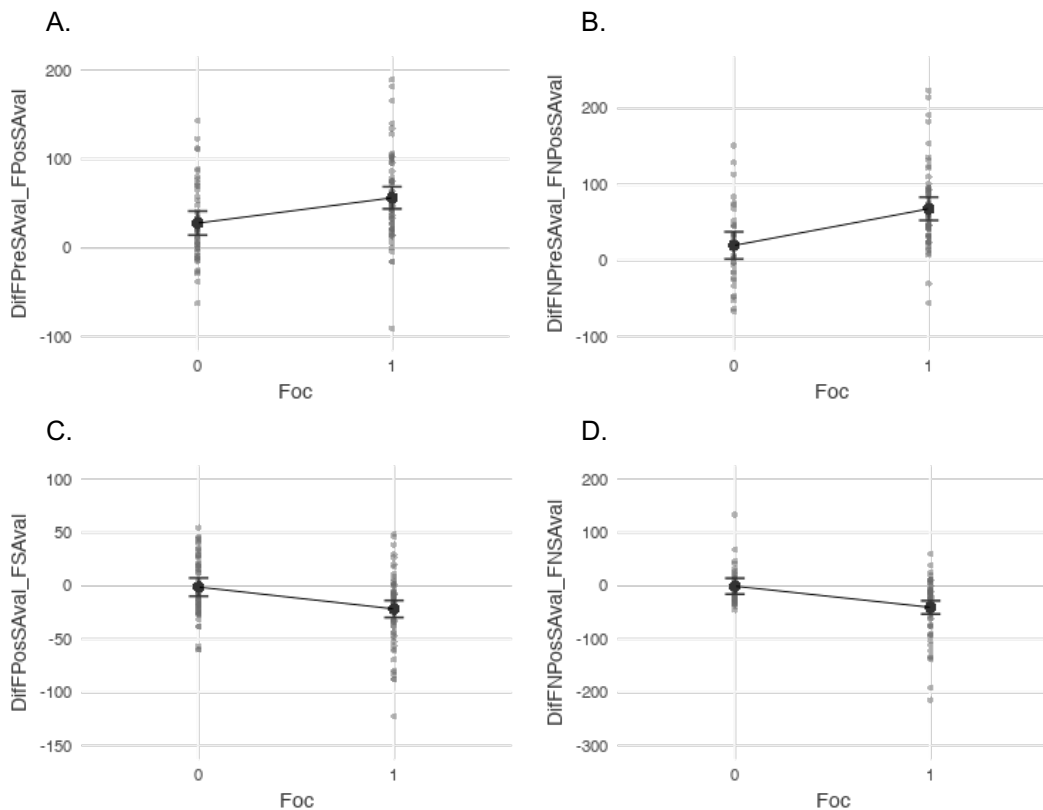 A.
DifFPreSAval_FPosSAval
200
100
0
-100
0 1
Foc
B.
DifFNPreSAval_FNPosSAval
200
100
0
-100
0 1
Foc
C.
DifFPosSAval_FSAval
100
50
0
-50
-100
-150
0 1
Foc
D.
DifFNPosSAval_FNSAval
200
100
0
-100
-200
-300
0 1
Foc